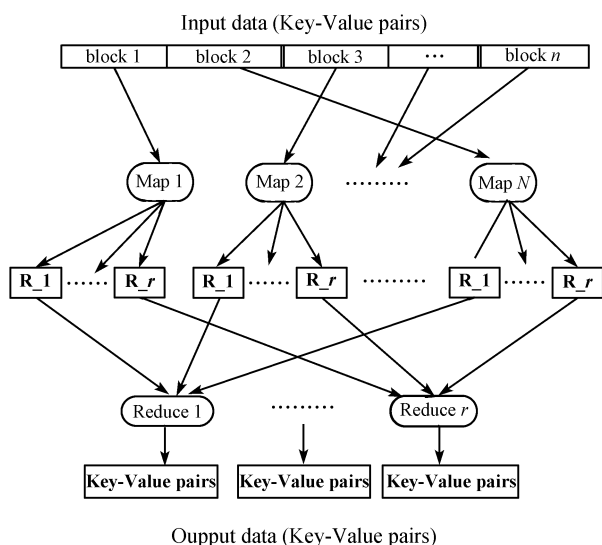 Input data (Key-Value pairs)
block 1 block 2 block 3 ... block n
Map 1 Map 2 ......... Map N
R_1 ...... R_r R_1 ...... R_r .......... R_1 ...... R_r
Reduce 1 ......... Reduce r
Key-Value pairs Key-Value pairs Key-Value pairs
Oupput data (Key-Value pairs)